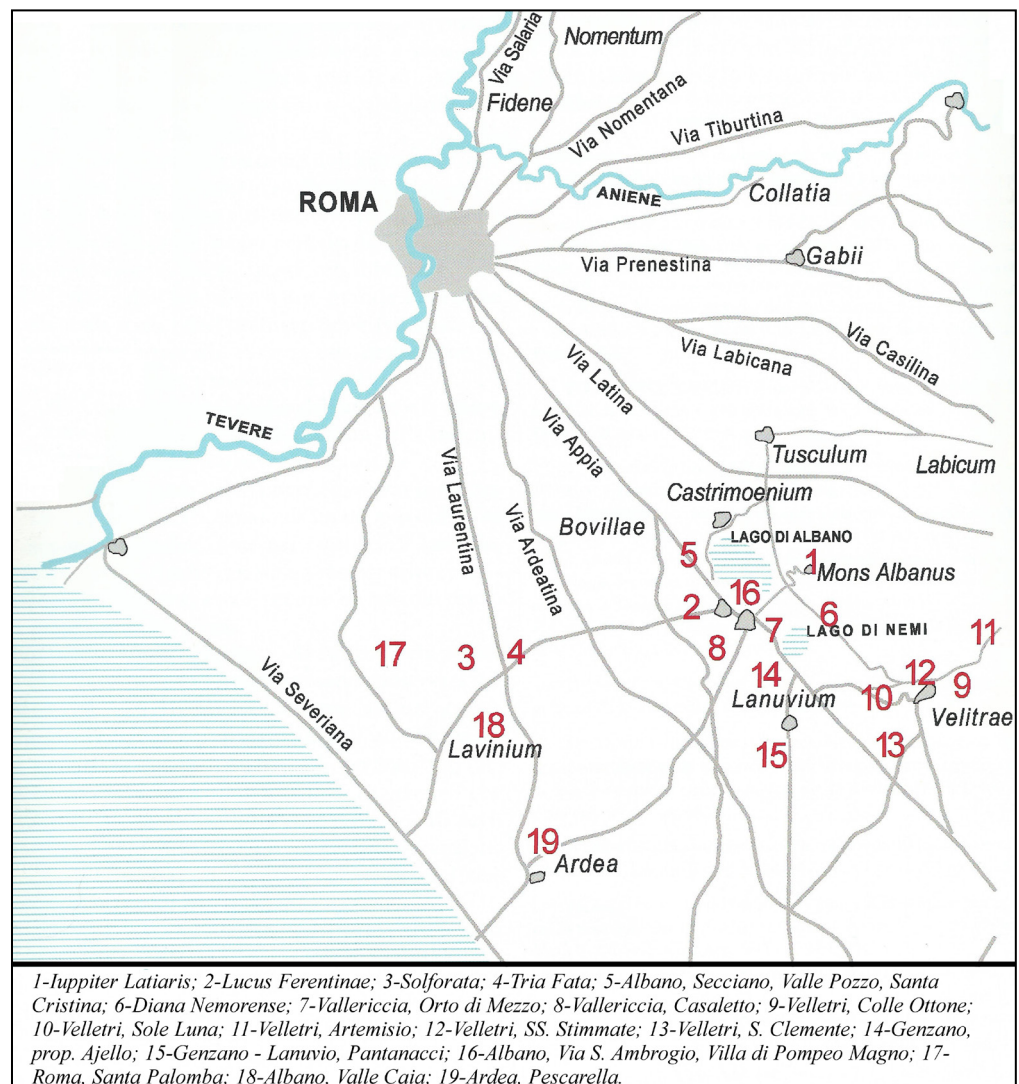 Via Salaria
Nomentum
Fidene
Via Nomentana
Via Tiburtina
ROMA
ANIENE
Collatia
Via Prenestina
Gabii
Via Labicana
Via Casilina
Via Latina
TEVERE
Via Appia
Tusculum
Labicum
Via Laurentina
Castrimoenium
Via Ardeatina
Bovillae
LAGO DI ALBANO
5
1
Mons Albanus
16
2
6
7
LAGO DI NEMI
11
17
3
4
8
14
12
9
10
Lanuvium
Velitrae
Via Severiana
18
Lavinium
15
13
19
Ardea
1-Iuppiter Latiaris; 2-Lucus Ferentinae; 3-Solforata; 4-Tria Fata; 5-Albano, Secciano, Valle Pozzo, Santa
Cristina; 6-Diana Nemorense; 7-Vallericcia, Orto di Mezzo; 8-Vallericcia, Casaletto; 9-Velletri, Colle Ottone;
10-Velletri, Sole Luna; 11-Velletri, Artemisio; 12-Velletri, SS. Stimmate; 13-Velletri, S. Clemente; 14-Genzano,
prop. Ajello; 15-Genzano - Lanuvio, Pantanacci; 16-Albano, Via S. Ambrogio, Villa di Pompeo Magno; 17-
Roma, Santa Palomba; 18-Albano, Valle Caia; 19-Ardea, Pescarella.